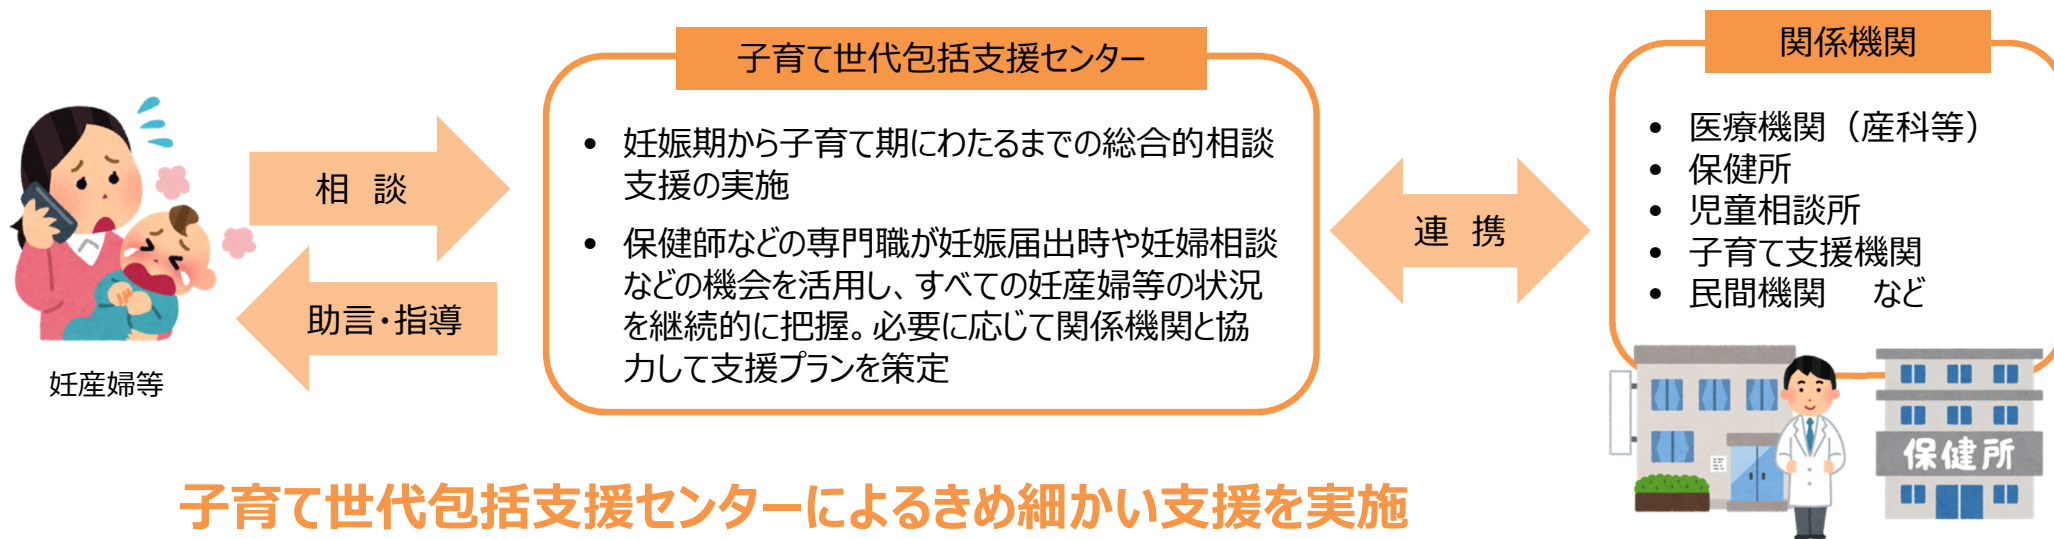 子育て世代包括支援センター
関係機関
相 談
助言・指導
妊産婦等
• 妊娠期から子育て期にわたるまでの総合的相談
支援の実施
• 保健師などの専門職が妊娠届出時や妊婦相談
などの機会を活用し、すべての妊産婦等の状況
を継続的に把握。必要に応じて関係機関と協
力して支援プランを策定
連 携
• 医療機関（産科等）
• 保健所
• 児童相談所
• 子育て支援機関
• 民間機関　など
保健所
子育て世代包括支援センターによるきめ細かい支援を実施